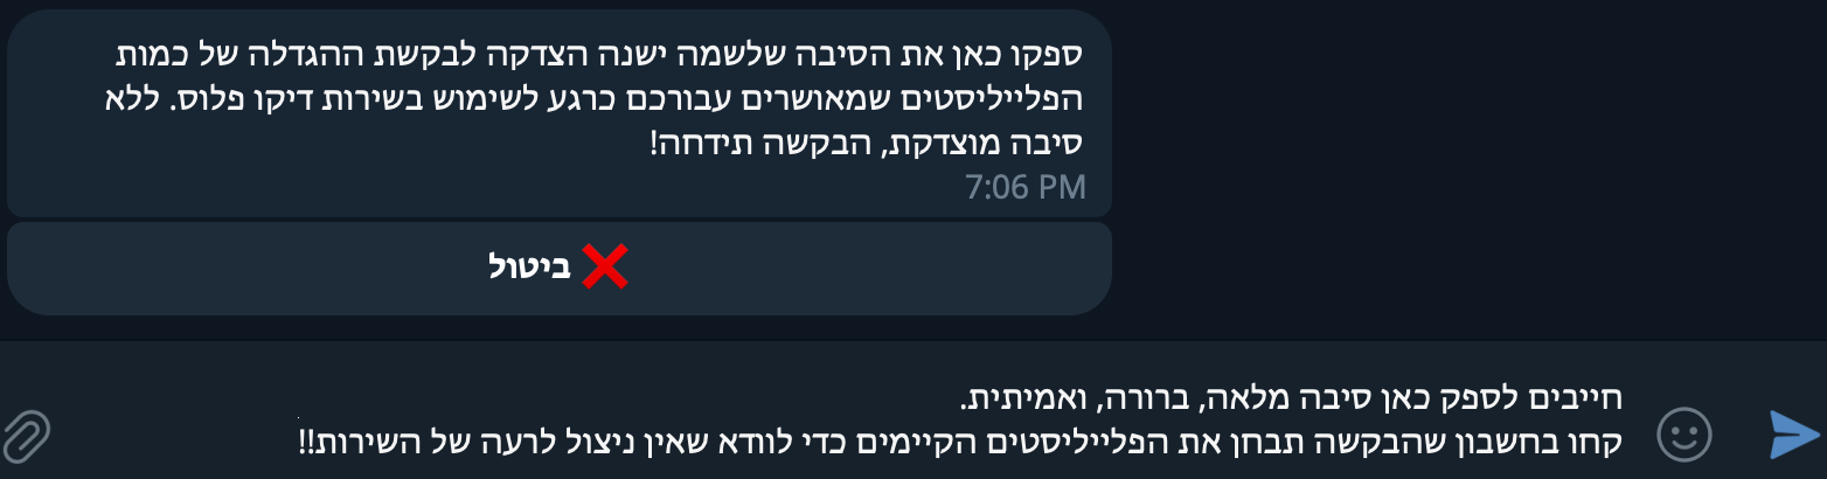 ספקו כאן את הסיבה שלשמה ישנה הצדקה לבקשת ההגדלה של כמות
הפלייליסטים שמאושרים עבורכם כרגע לשימוש בשירות דיקו פלוס. ללא
סיבה מוצדקת, הבקשה תידחה!
7:06 PM
❌ ביטול
חייבים לספק כאן סיבה מלאה, ברורה, ואמיתית.
קחו בחשבון שהבקשה תבחן את הפלייליסטים הקיימים כדי לוודא שאין ניצול לרעה של השירות!!